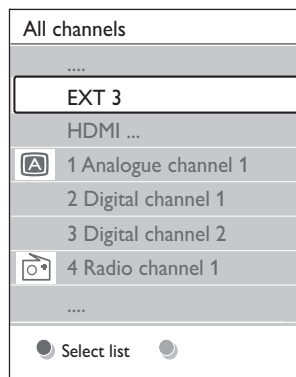 All channels
....
EXT 3
HDMI ...
A 1 Analogue channel 1
2 Digital channel 1
3 Digital channel 2
4 Radio channel 1
....
Select list